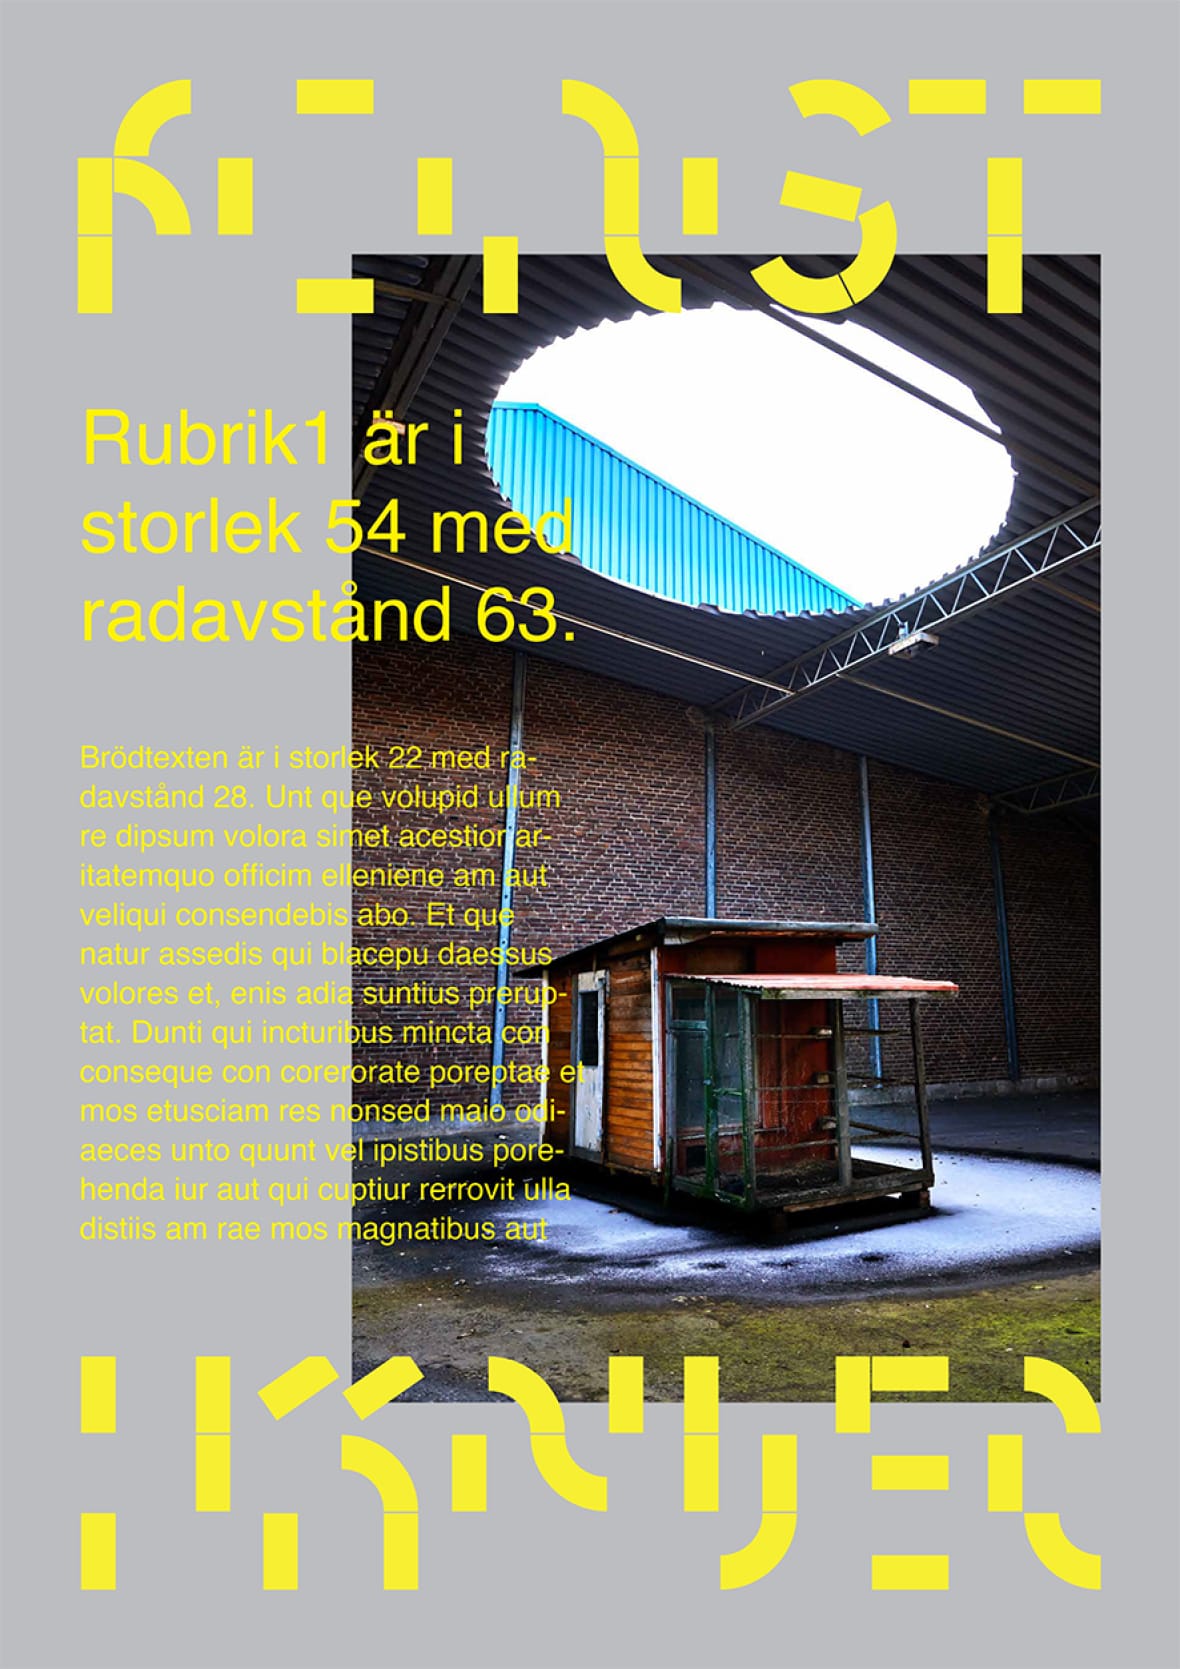 Rubrik1 är i
storlek 54 med
radavstånd 63.
Brödtexten är i storlek 22 med ra-
davstånd 28. Unt que volupid ullum
re dipsum volora simet acestior ar-
itatemquo officim elleniene am aut
veliqui consendebis abo. Et que
natur assedis qui blacepu daessus
volores et, enis adia suntius prerup-
tat. Dunti qui incturibus mincta con
conseque con corerorate poreptae et
mos etusciam res nonsed maio odi-
aeces unto quunt vel ipistibus pore-
henda iur aut qui cuptiur rerrovit ulla
distiis am rae mos magnatibus aut